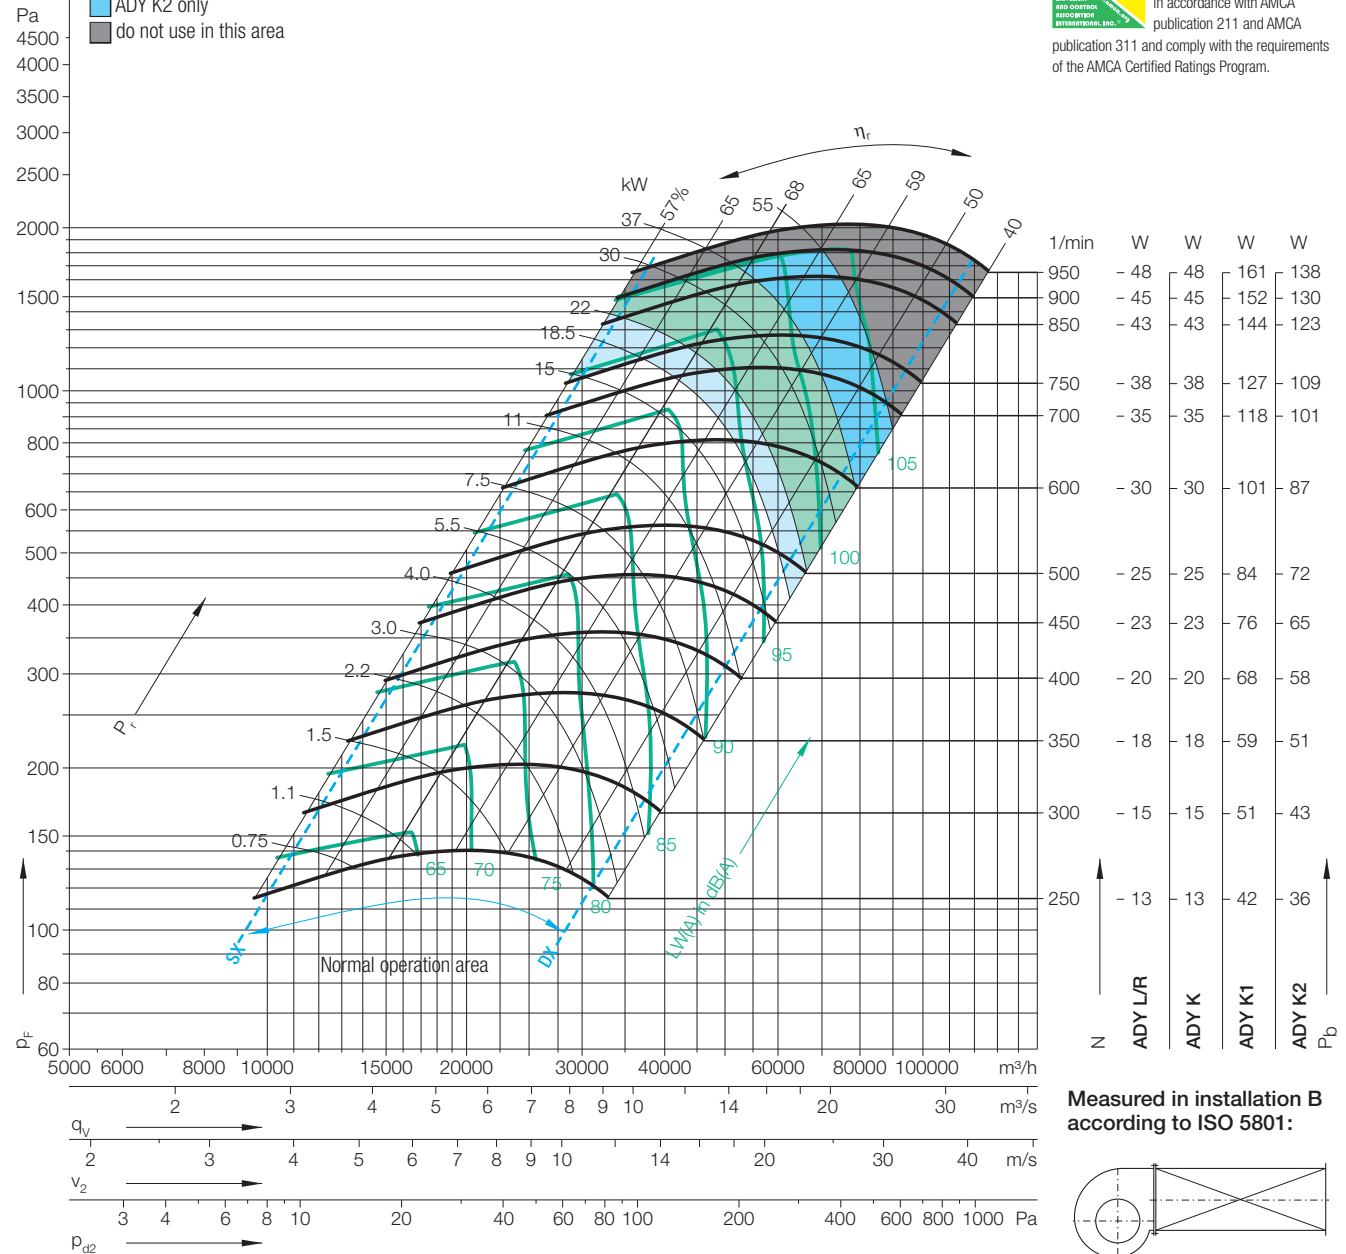 Pa
ADY K2 only
do not use in this area
AND CONTROL
ASSOCIATION
INTERNATIONAL, INC.®
in accordance with AMCA
publication 211 and AMCA
publication 311 and comply with the requirements
of the AMCA Certified Ratings Program.
4500
4000
3500
3000
2500
2000
1500
1000
800
600
500
400
300
200
150
100
80
60
pF
Pr
ηr
kW
57%
65
68
65
59
50
40
55
37
30
22
18.5
15
11
7.5
5.5
4.0
3.0
2.2
1.5
1.1
0.75
105
100
95
90
85
80
75
70
65
LW(A) in dB(A)
SX
DX
Normal operation area
1/min W W W W
950 48 48 161 138
900 45 45 152 130
850 43 43 144 123
750 38 38 127 109
700 35 35 118 101
600 30 30 101 87
500 25 25 84 72
450 23 23 76 65
400 20 20 68 58
350 18 18 59 51
300 15 15 51 43
250 13 13 42 36
N ADY L/R ADY K ADY K1 ADY K2 Pb
5000 6000 8000 10000 15000 20000 30000 40000 60000 80000 100000 m³/h
2 3 4 5 6 7 8 9 10 14 20 30 m³/s
qV
2 3 4 5 6 7 8 9 10 14 20 30 40 m/s
v2
3 4 6 8 10 20 40 60 80 100 200 400 600 800 1000 Pa
pd2
Measured in installation B
according to ISO 5801: